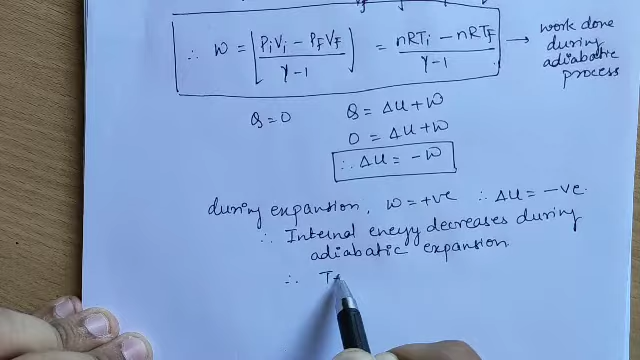 ∴ W = [PiVi − PfVf / γ−1] = nRTi − nRTf / γ−1 → work done during adiabatic process
Q = 0 Q = ΔU + W
0 = ΔU + W
∴ ΔU = −W
during expansion, W = +ve ∴ ΔU = −ve.
∴ Internal energy decreases during
adiabatic expansion
∴